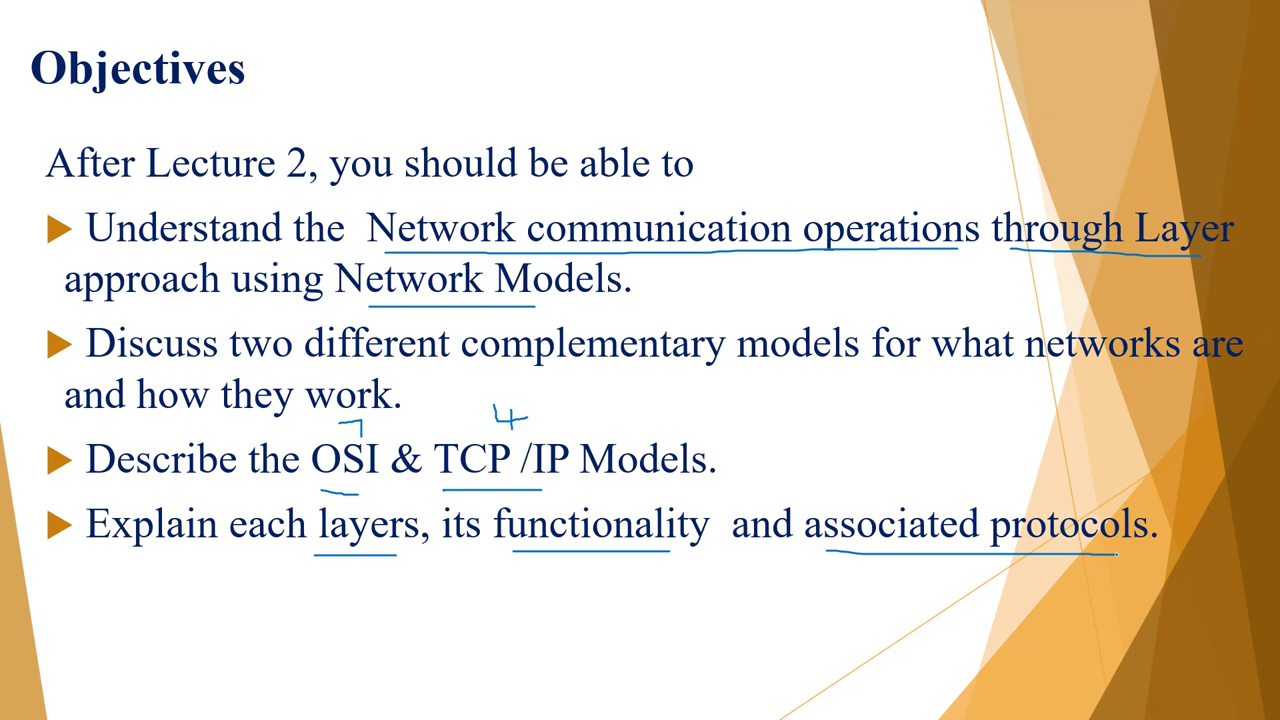 Objectives
After Lecture 2, you should be able to
Understand the Network communication operations through Layer
approach using Network Models.
Discuss two different complementary models for what networks are
and how they work.
7 4
Describe the OSI & TCP /IP Models.
Explain each layers, its functionality and associated protocols.